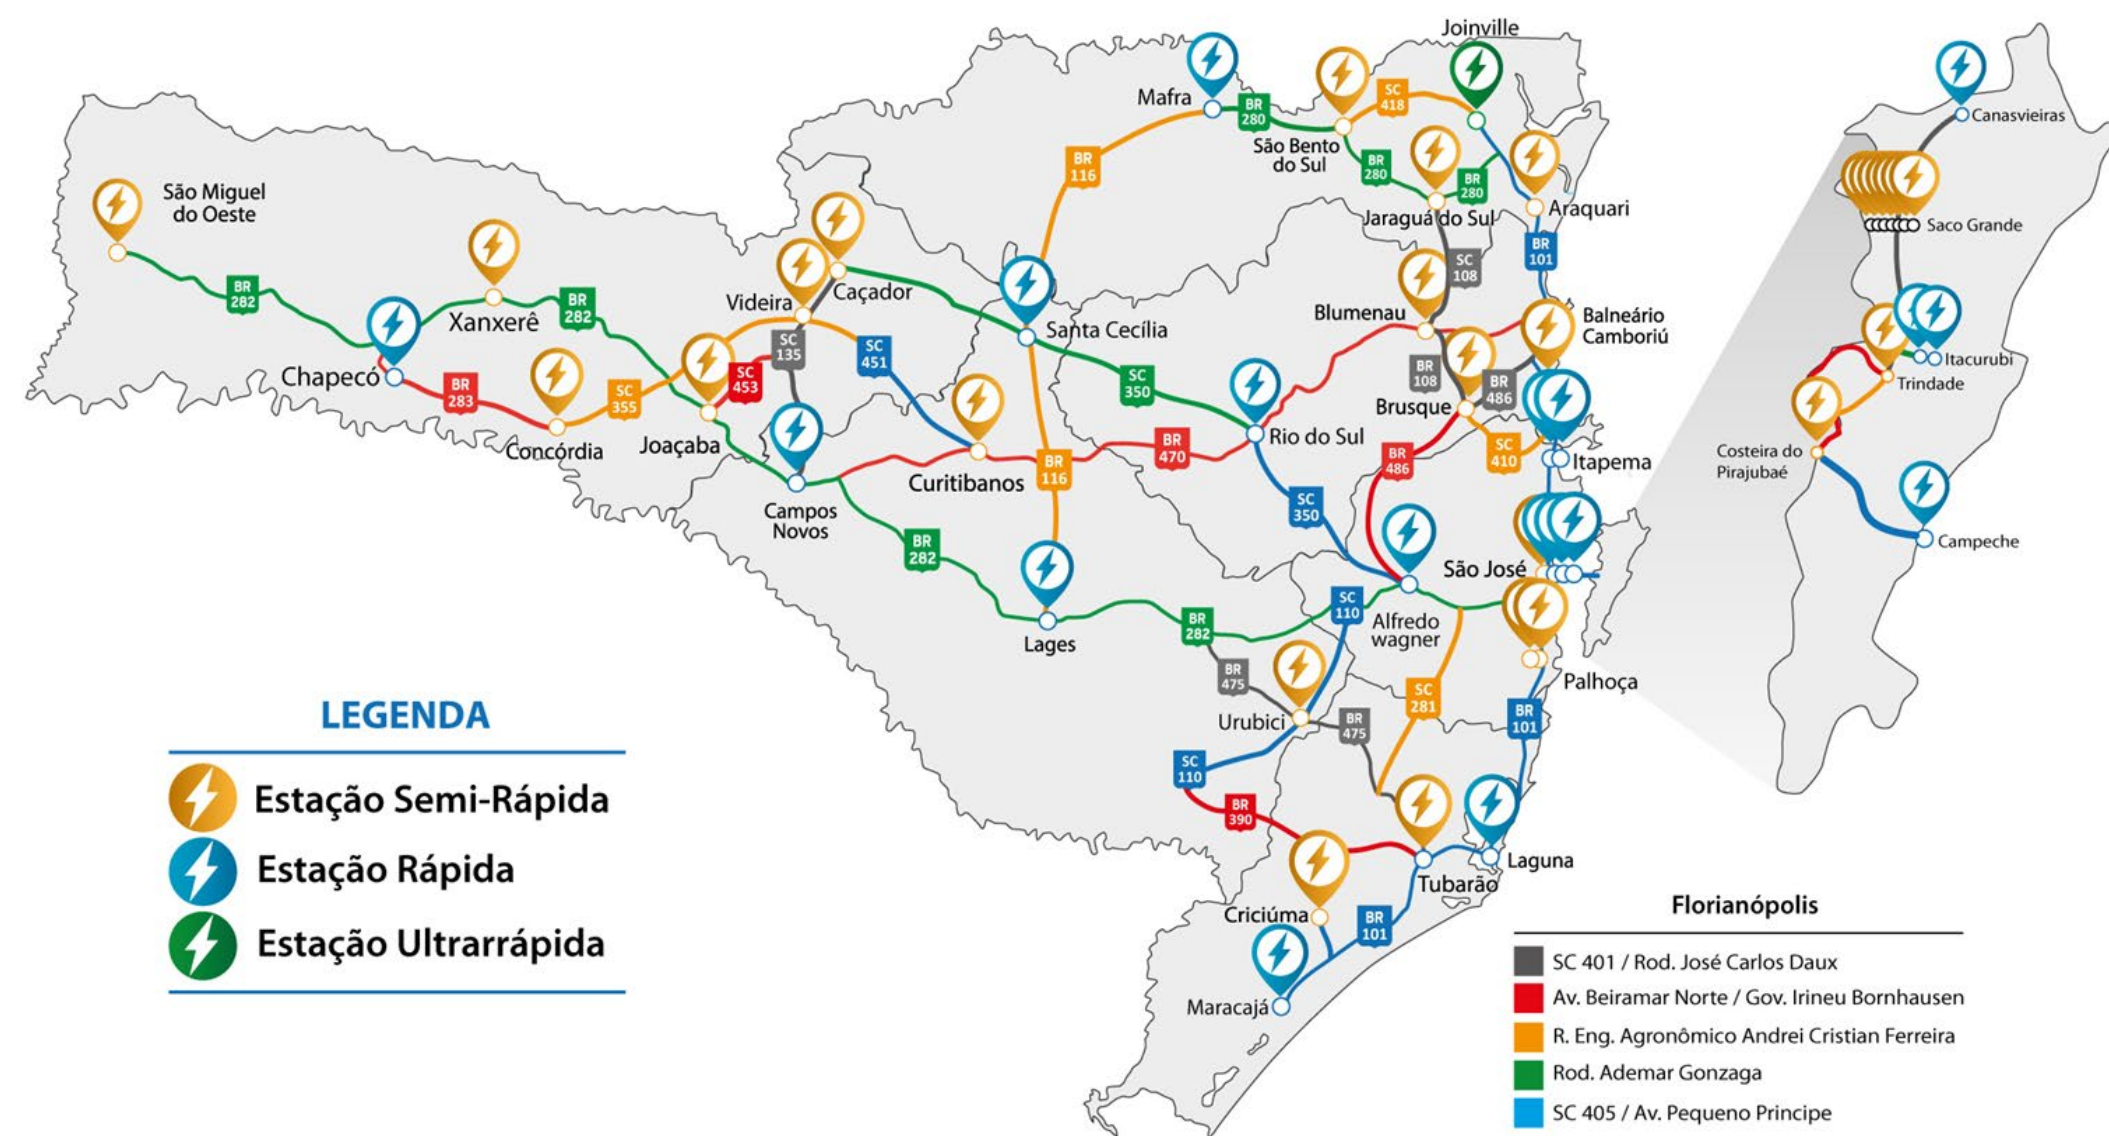 Joinville
Mafra
BR
280
SC
418
São Bento
do Sul
BR
280
BR
280
Jaraguá do Sul
Araquari
BR
116
São Miguel
do Oeste
BR
282
Xanxerê
BR
282
Videira
Caçador
Santa Cecília
SC
108
BR
101
Blumenau
Balneário
Camboriú
Chapecó
BR
283
SC
355
SC
453
SC
135
SC
451
SC
350
BR
108
BR
486
Brusque
Concórdia
Joaçaba
Rio do Sul
BR
470
BR
486
SC
410
Itapema
BR
116
Curitibanos
Campos
Novos
SC
350
BR
282
São José
SC
110
Alfredo
wagner
Lages
BR
282
BR
475
Urubici
BR
475
SC
281
Palhoça
BR
101
SC
110
BR
390
Tubarão
Laguna
Criciúma
BR
101
Maracajá
Canasvieiras
Saco Grande
Itacurubi
Trindade
Costeira do
Pirajubaé
Campeche
LEGENDA
Estação Semi-Rápida
Estação Rápida
Estação Ultrarrápida
Florianópolis
SC 401 / Rod. José Carlos Daux
Av. Beiramar Norte / Gov. Irineu Bornhausen
R. Eng. Agronômico Andrei Cristian Ferreira
Rod. Ademar Gonzaga
SC 405 / Av. Pequeno Principe